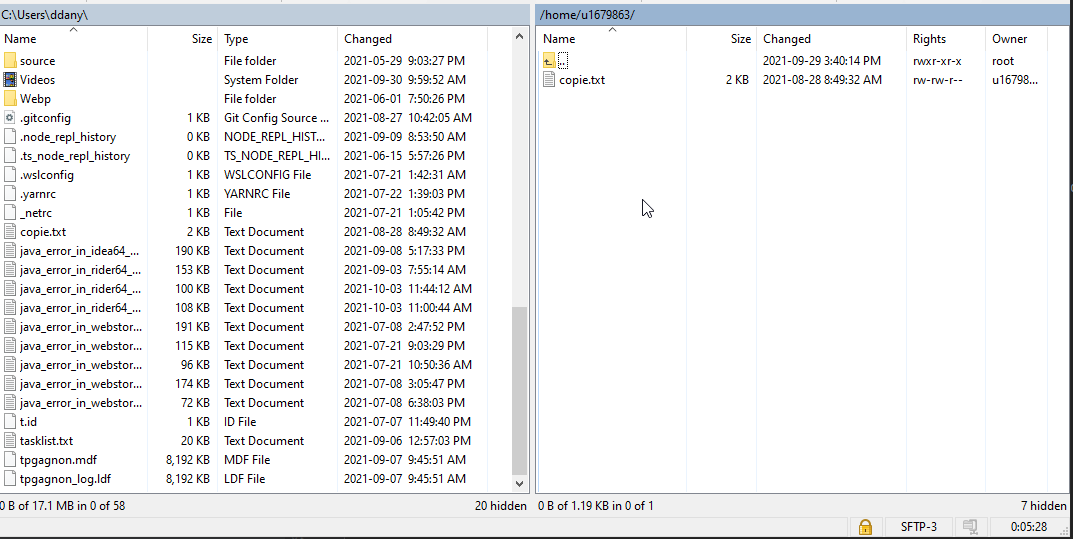 C:\Users\ddany\
Name Size Type Changed
source File folder 2021-05-29 9:03:27 PM
Videos System Folder 2021-09-30 9:59:52 AM
Webp File folder 2021-06-01 7:50:26 PM
.gitconfig 1 KB Git Config Source ... 2021-08-27 10:42:05 AM
.node_repl_history 0 KB NODE_REPL_HIST... 2021-09-09 8:53:50 AM
.ts_node_repl_history 0 KB TS_NODE_REPL_HI... 2021-06-15 5:57:26 PM
.wslconfig 1 KB WSLCONFIG File 2021-07-21 1:42:31 AM
.yarnrc 1 KB YARNRC File 2021-07-22 1:39:03 PM
_netrc 1 KB File 2021-07-21 1:05:42 PM
copie.txt 2 KB Text Document 2021-08-28 8:49:32 AM
java_error_in_idea64_... 190 KB Text Document 2021-09-08 5:17:33 PM
java_error_in_rider64_... 153 KB Text Document 2021-09-03 7:55:14 AM
java_error_in_rider64_... 100 KB Text Document 2021-10-03 11:44:12 AM
java_error_in_rider64_... 108 KB Text Document 2021-10-03 11:00:44 AM
java_error_in_webstor... 191 KB Text Document 2021-07-08 2:47:52 PM
java_error_in_webstor... 115 KB Text Document 2021-07-21 9:03:29 PM
java_error_in_webstor... 96 KB Text Document 2021-07-21 10:50:36 AM
java_error_in_webstor... 174 KB Text Document 2021-07-08 3:05:47 PM
java_error_in_webstor... 72 KB Text Document 2021-07-08 6:38:03 PM
t.id 1 KB ID File 2021-07-07 11:49:40 PM
tasklist.txt 20 KB Text Document 2021-09-06 12:57:03 PM
tpgagnon.mdf 8,192 KB MDF File 2021-09-07 9:45:51 AM
tpgagnon_log.ldf 8,192 KB LDF File 2021-09-07 9:45:51 AM
0 B of 17.1 MB in 0 of 58 20 hidden
/home/u1679863/
Name Size Changed Rights Owner
.. 2021-09-29 3:40:14 PM rwxr-xr-x root
copie.txt 2 KB 2021-08-28 8:49:32 AM rw-rw-r-- u16798...
0 B of 1.19 KB in 0 of 1 7 hidden
SFTP-3 0:05:28